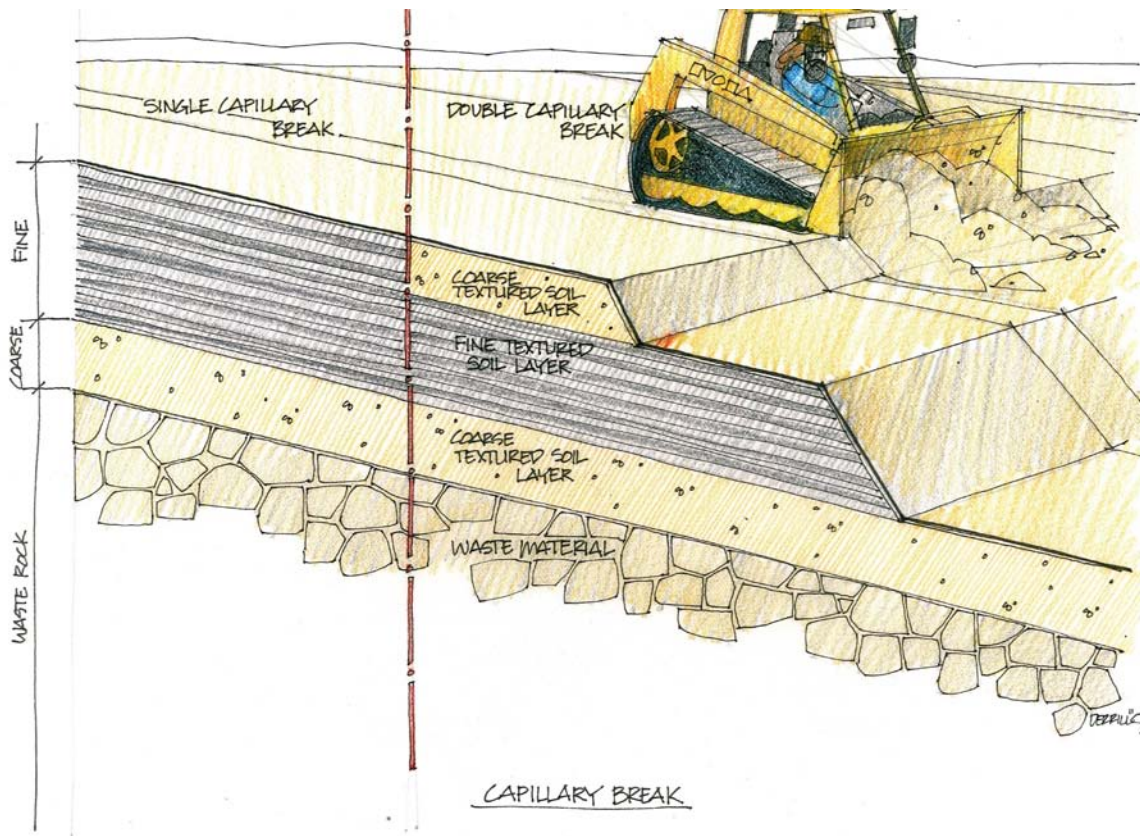 SINGLE CAPILLARY
BREAK
DOUBLE CAPILLARY
BREAK
FINE
COARSE
WASTE ROCK
COARSE
TEXTURED SOIL
LAYER
FINE TEXTURED
SOIL LAYER
COARSE
TEXTURED SOIL
LAYER
WASTE MATERIAL
CAPILLARY BREAK